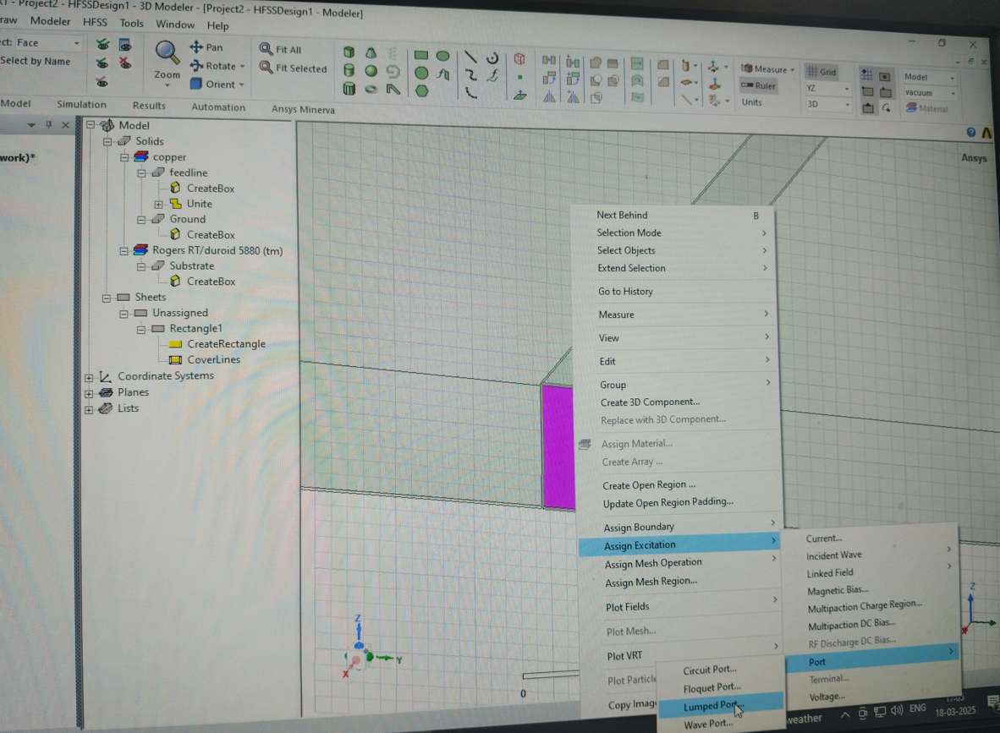 - Project2 - HFSSDesign1 - 3D Modeler - [Project2 - HFSSDesign1 - Modeler]
raw Modeler HFSS Tools Window Help
ct: Face
Select by Name
Zoom
Pan
Rotate
Orient
Fit All
Fit Selected
Measure
Ruler
Units
Grid
YZ
3D
Model
vacuum
Material
Model Simulation Results Automation Ansys Minerva
work)*
Model
Solids
copper
feedline
CreateBox
Unite
Ground
CreateBox
Rogers RT/duroid 5880 (tm)
Substrate
CreateBox
Sheets
Unassigned
Rectangle1
CreateRectangle
CoverLines
Coordinate Systems
Planes
Lists
Ansys
Next Behind B
Selection Mode
Select Objects
Extend Selection
Go to History
Measure
View
Edit
Group
Create 3D Component...
Replace with 3D Component...
Assign Material...
Create Array ...
Create Open Region ...
Update Open Region Padding...
Assign Boundary
Assign Excitation
Assign Mesh Operation
Assign Mesh Region...
Plot Fields
Plot Mesh...
Plot VRT
Plot Particle
Copy Imag
Current...
Incident Wave
Linked Field
Magnetic Bias...
Multipaction Charge Region...
Multipaction DC Bias...
RF Discharge DC Bias...
Port
Terminal...
Voltage...
Circuit Port...
Floquet Port...
Lumped Port...
Wave Port...
Z
Y
X
0
Z
weather
ENG
18-03-2025